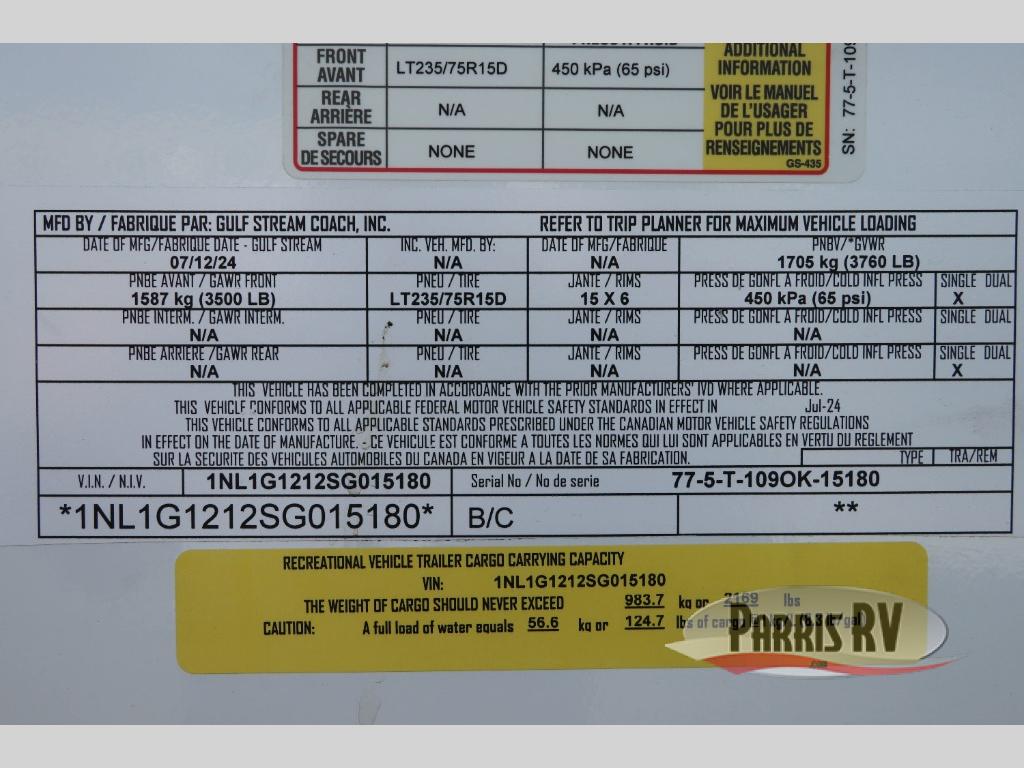 ADDITIONAL
FRONT AVANT LT235/75R15D 450 kPa (65 psi) INFORMATION
REAR ARRIÈRE N/A N/A VOIR LE MANUEL
DE L'USAGER
POUR PLUS DE
SPARE DE SECOURS NONE NONE RENSEIGNEMENTS
GS-435
SN: 77-5-T-109
MFD BY / FABRIQUE PAR: GULF STREAM COACH, INC. REFER TO TRIP PLANNER FOR MAXIMUM VEHICLE LOADING
DATE OF MFG/FABRIQUE DATE - GULF STREAM INC. VEH. MFD. BY: DATE OF MFG/FABRIQUE PNBV/*GVWR
07/12/24 N/A N/A 1705 kg (3760 LB)
PNBE AVANT / GAWR FRONT PNEU / TIRE JANTE / RIMS PRESS DE GONFL A FROID/COLD INFL PRESS SINGLE DUAL
1587 kg (3500 LB) LT235/75R15D 15 X 6 450 kPa (65 psi) X
PNBE INTERM. / GAWR INTERM. PNEU / TIRE JANTE / RIMS PRESS DE GONFL A FROID/COLD INFL PRESS SINGLE DUAL
N/A N/A N/A N/A
PNBE ARRIERE /GAWR REAR PNEU / TIRE JANTE / RIMS PRESS DE GONFL A FROID/COLD INFL PRESS SINGLE DUAL
N/A N/A N/A N/A X
THIS VEHICLE HAS BEEN COMPLETED IN ACCORDANCE WITH THE PRIOR MANUFACTURERS' IVD WHERE APPLICABLE.
THIS VEHICLE CONFORMS TO ALL APPLICABLE FEDERAL MOTOR VEHICLE SAFETY STANDARDS IN EFFECT IN Jul-24
THIS VEHICLE CONFORMS TO ALL APPLICABLE STANDARDS PRESCRIBED UNDER THE CANADIAN MOTOR VEHICLE SAFETY REGULATIONS
IN EFFECT ON THE DATE OF MANUFACTURE. - CE VEHICULE EST CONFORME A TOUTES LES NORMES QUI LUI SONT APPLICABLES EN VERTU DU REGLEMENT
SUR LA SECURITE DES VEHICULES AUTOMOBILES DU CANADA EN VIGEUR A LA DATE DE SA FABRICATION. TYPE TRA/REM
V.I.N. / N.I.V. 1NL1G1212SG015180 Serial No / No de serie 77-5-T-109OK-15180
*1NL1G1212SG015180* B/C **
RECREATIONAL VEHICLE TRAILER CARGO CARRYING CAPACITY
VIN: 1NL1G1212SG015180
THE WEIGHT OF CARGO SHOULD NEVER EXCEED 983.7 kg or 2169 lbs
CAUTION: A full load of water equals 56.6 kg or 124.7 lbs of cargo @ 1 kg/L (8.3 lb/gal)
PARRIS RV
.com